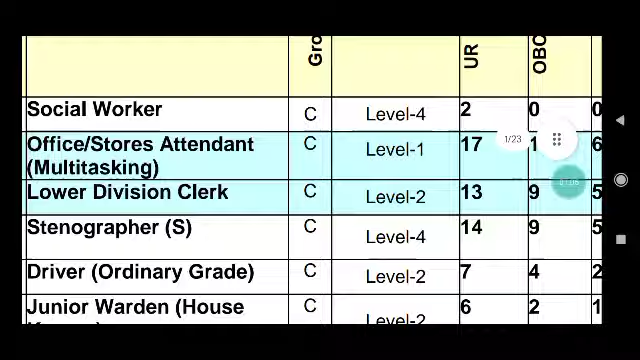 Gro UR OBC
Social Worker C Level-4 2 0 0
Office/Stores Attendant C Level-1 17 1 6
(Multitasking)
1/23
Lower Division Clerk C Level-2 13 9 5
Stenographer (S) C Level-4 14 9 5
Driver (Ordinary Grade) C Level-2 7 4 2
Junior Warden (House C Level-2 6 2 1